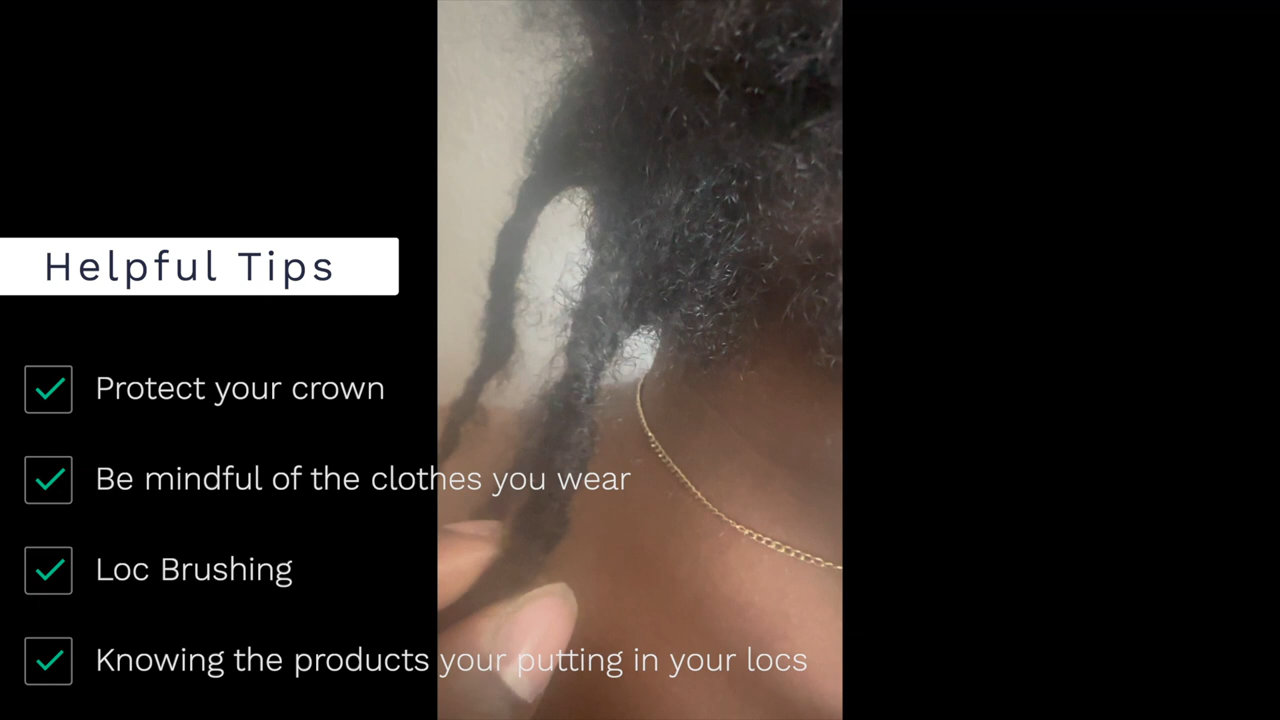 Helpful Tips
Protect your crown
Be mindful of the clothes you wear
Loc Brushing
Knowing the products your putting in your locs